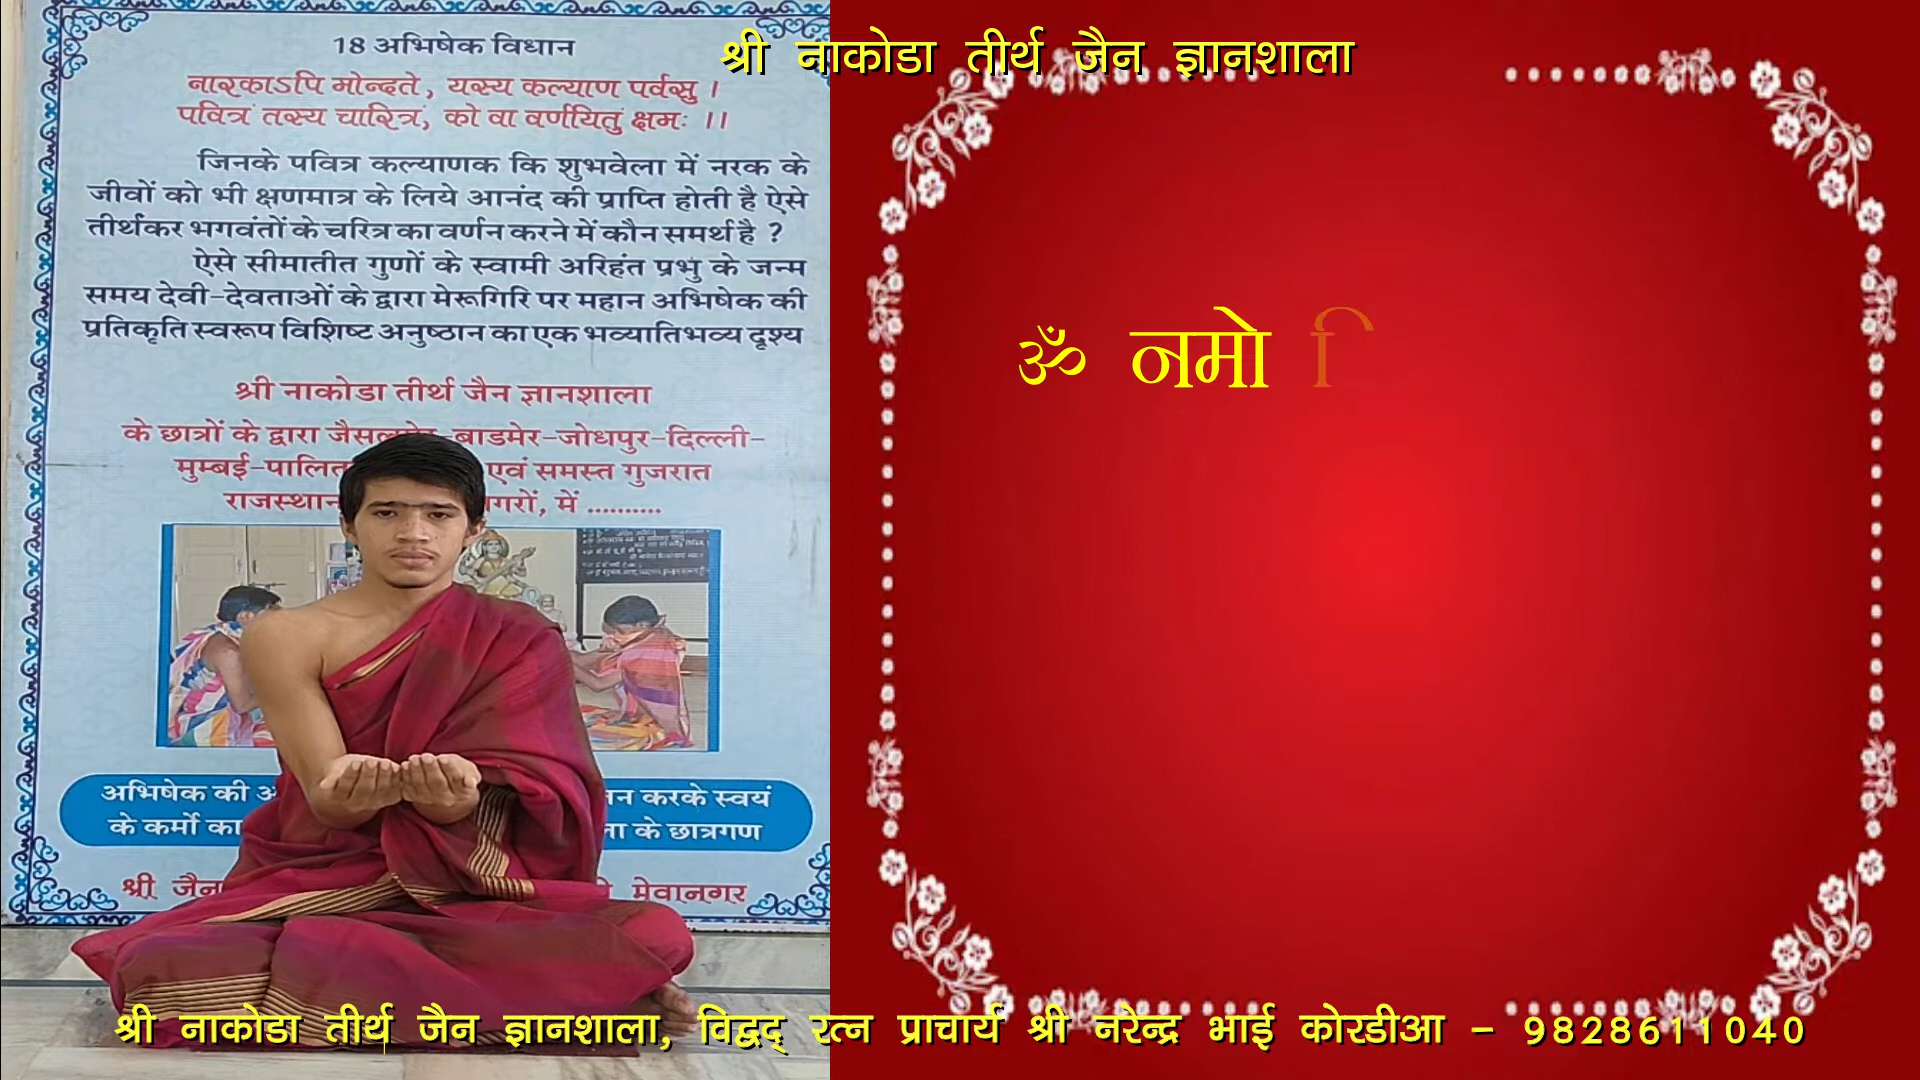 श्री नाकोडा तीर्थ जैन ज्ञानशाला
18 अभिषेक विधान
नारकाऽपि मोन्दते, यस्य कल्याण पर्वसु ।
पवित्रं तस्य चारित्रं, को वा वर्णयितुं क्षमः ।।
जिनके पवित्र कल्याणक कि शुभवेला में नरक के
जीवों को भी क्षणमात्र के लिये आनंद की प्राप्ति होती है ऐसे
तीर्थंकर भगवंतों के चरित्र का वर्णन करने में कौन समर्थ है ?
ऐसे सीमातीत गुणों के स्वामी अरिहंत प्रभु के जन्म
समय देवी-देवताओं के द्वारा मेरूगिरि पर महान अभिषेक की
प्रतिकृति स्वरूप विशिष्ट अनुष्ठान का एक भव्यातिभव्य दृश्य
श्री नाकोडा तीर्थ जैन ज्ञानशाला
के छात्रों के द्वारा बाडमेर-जोधपुर-दिल्ली-
मुम्बई- एवं समस्त गुजरात
राजस्थान में ..........
अभिषेक की करके स्वयं
के कर्मो का के छात्रगण
श्री जैन मेवानगर
ॐ नमो
श्री नाकोडा तीर्थ जैन ज्ञानशाला, विद्वद् रत्न प्राचार्य श्री नरेन्द्र भाई कोरडीआ - 9828611040